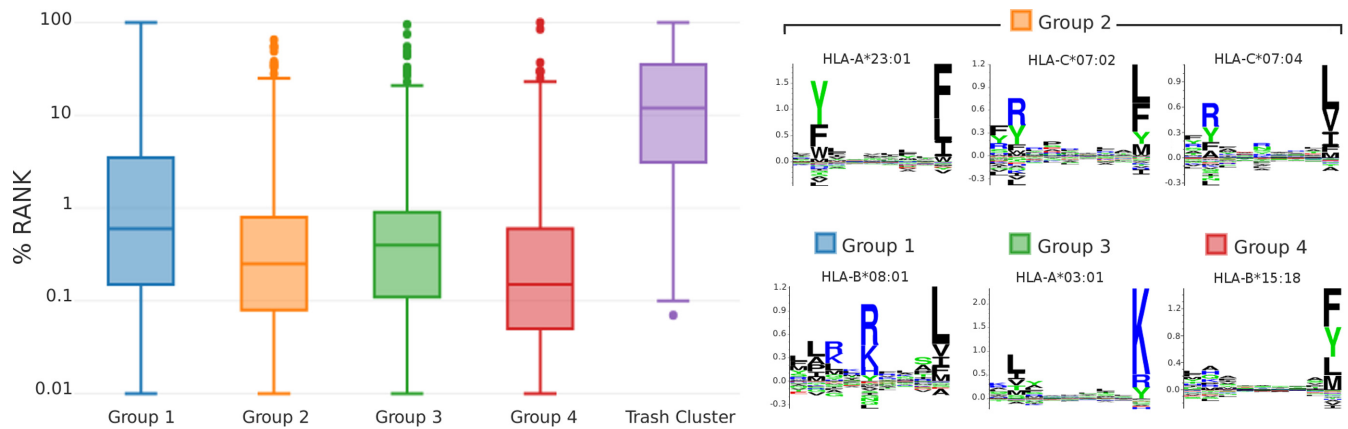 100
10
1
0.1
0.01
% RANK
Group 1
Group 2
Group 3
Group 4
Trash Cluster
Group 2
HLA-A*23:01
1.5
1.0
0.5
0.0
Y
F
W
F
L
I
W
HLA-C*07:02
1.2
0.9
0.6
0.3
0.0
-0.3
F
Y
R
Y
L
F
Y
M
HLA-C*07:04
0.9
0.6
0.3
0.0
-0.3
R
Y
L
V
I
M
Group 1
HLA-B*08:01
1.2
0.9
0.6
0.3
0.0
-0.3
L
R
K
R
K
L
V
I
M
Group 3
HLA-A*03:01
2.0
1.5
1.0
0.5
0.0
L
K
R
Y
Group 4
HLA-B*15:18
1.2
0.8
0.4
0.0
F
Y
L
M